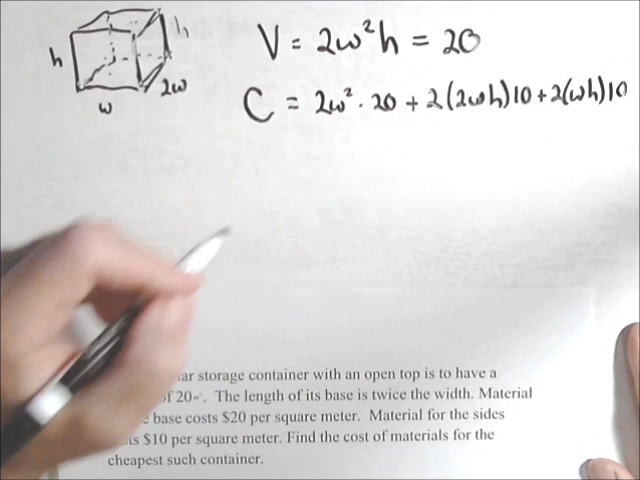 h
h
w
2w
V = 2w²h = 20
C = 2w² · 20 + 2(2wh)10 + 2(wh)10
storage container with an open top is to have a
of 20 . The length of its base is twice the width. Material
base costs $20 per square meter. Material for the sides
$10 per square meter. Find the cost of materials for the
cheapest such container.